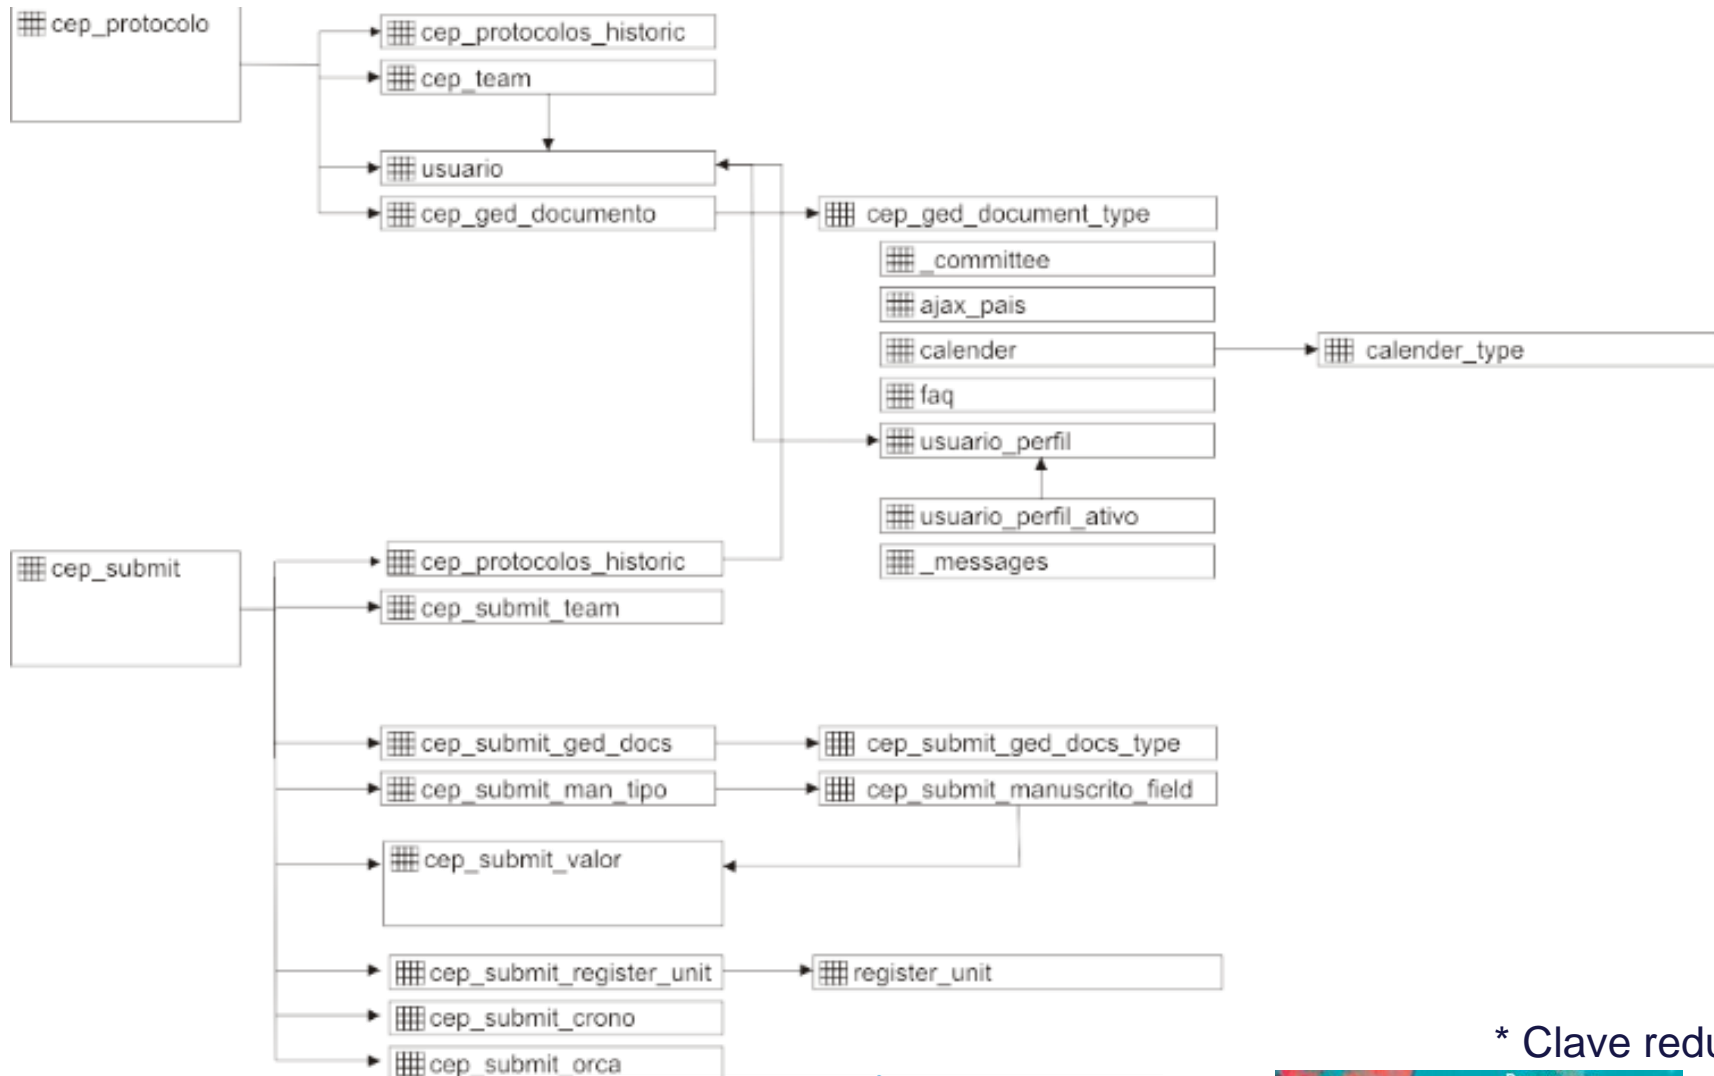 cep_protocolo
cep_protocolos_historic
cep_team
usuario
cep_ged_documento
cep_ged_document_type
_committee
ajax_pais
calender
calender_type
faq
usuario_perfil
usuario_perfil_ativo
_messages
cep_submit
cep_protocolos_historic
cep_submit_team
cep_submit_ged_docs
cep_submit_ged_docs_type
cep_submit_man_tipo
cep_submit_manuscrito_field
cep_submit_valor
cep_submit_register_unit
register_unit
cep_submit_crono
cep_submit_orca
* Clave